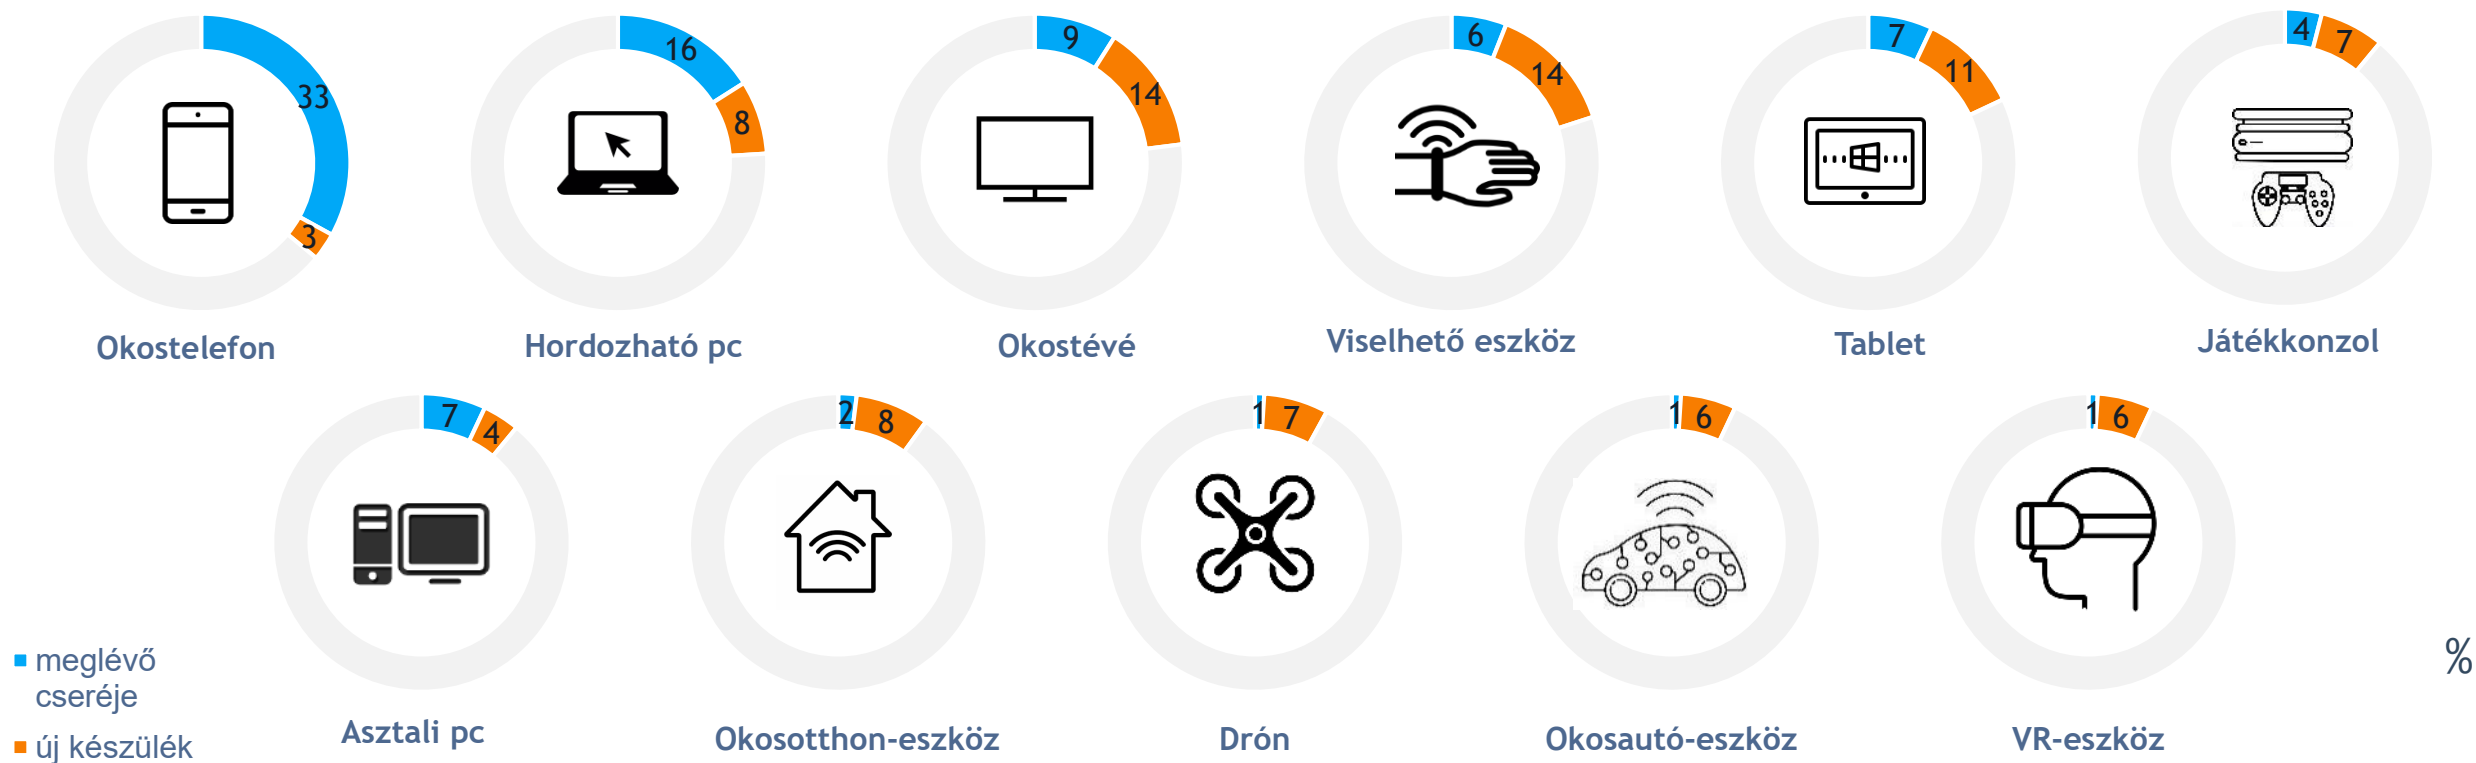 33
3
Okostelefon
16
8
Hordozható pc
9
14
Okostévé
6
14
Viselhető eszköz
7
11
Tablet
4
7
Játékkonzol
7
4
Asztali pc
2
8
Okosotthon-eszköz
1
7
Drón
1
6
Okosautó-eszköz
1
6
VR-eszköz
meglévő
cseréje
új készülék
%